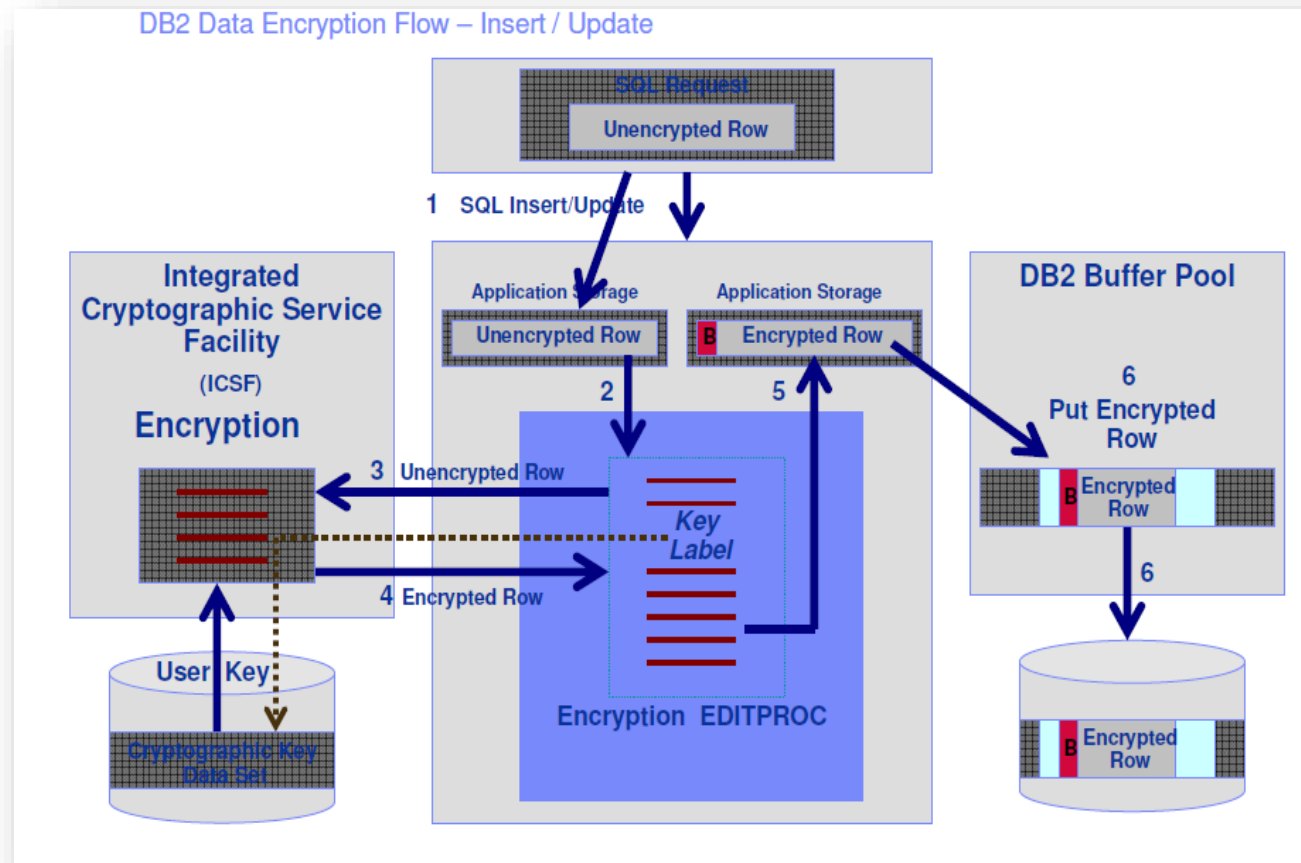 DB2 Data Encryption Flow – Insert / Update
SQL Request
Unencrypted Row
1 SQL Insert/Update
Integrated
Cryptographic Service
Facility
(ICSF)
Encryption
Application Storage
Unencrypted Row
Application Storage
B Encrypted Row
DB2 Buffer Pool
2
5
6
Put Encrypted
Row
3 Unencrypted Row
Key
Label
B Encrypted
Row
4 Encrypted Row
6
User Key
Encryption EDITPROC
Cryptographic Key
Data Set
B Encrypted
Row